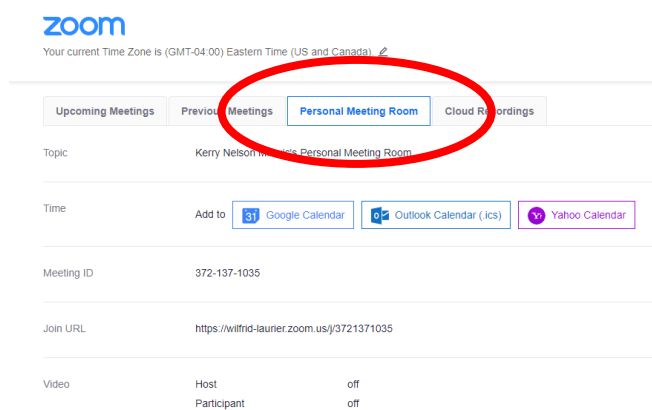 zoom
Your current Time Zone is (GMT-04:00) Eastern Time (US and Canada).
Upcoming Meetings Previous Meetings Personal Meeting Room Cloud Recordings
Topic Kerry Nelson Personal Meeting Room
Time Add to 31 Google Calendar Outlook Calendar (.ics) Yahoo Calendar
Meeting ID 372-137-1035
Join URL https://wilfrid-laurier.zoom.us/j/3721371035
Video Host off
Participant off